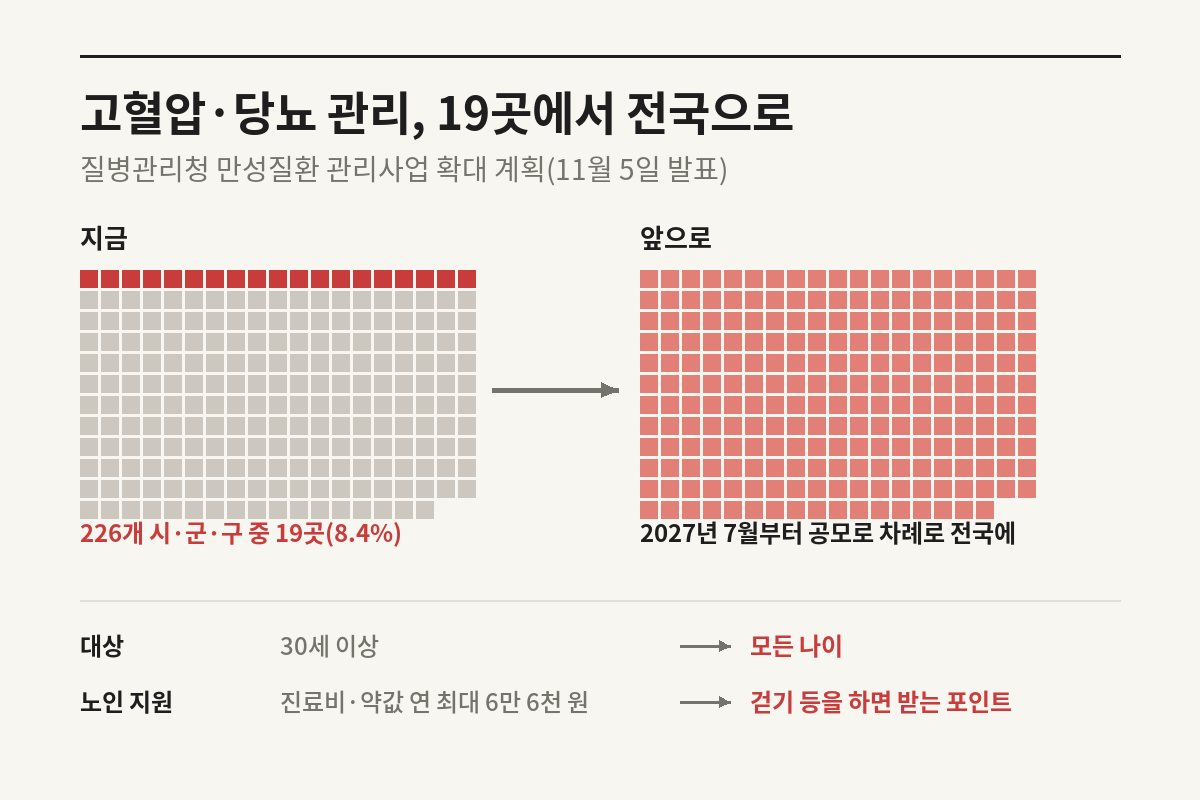 고혈압·당뇨 관리, 19곳에서 전국으로
질병관리청 만성질환 관리사업 확대 계획(11월 5일 발표)
지금
앞으로
226개 시·군·구 중 19곳(8.4%)
2027년 7월부터 공모로 차례로 전국에
대상 30세 이상 모든 나이
노인 지원 진료비·약값 연 최대 6만 6천 원 걷기 등을 하면 받는 포인트